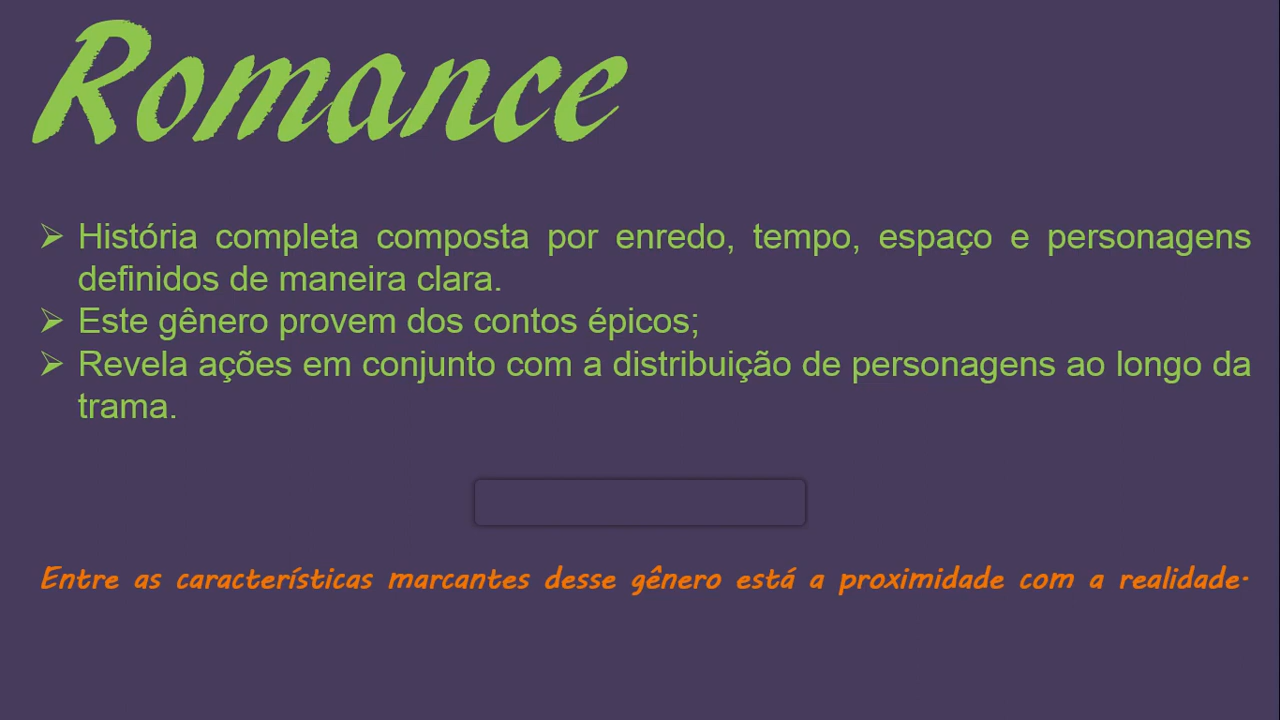 Romance
➢ História completa composta por enredo, tempo, espaço e personagens
definidos de maneira clara.
➢ Este gênero provem dos contos épicos;
➢ Revela ações em conjunto com a distribuição de personagens ao longo da
trama.
Entre as características marcantes desse gênero está a proximidade com a realidade.